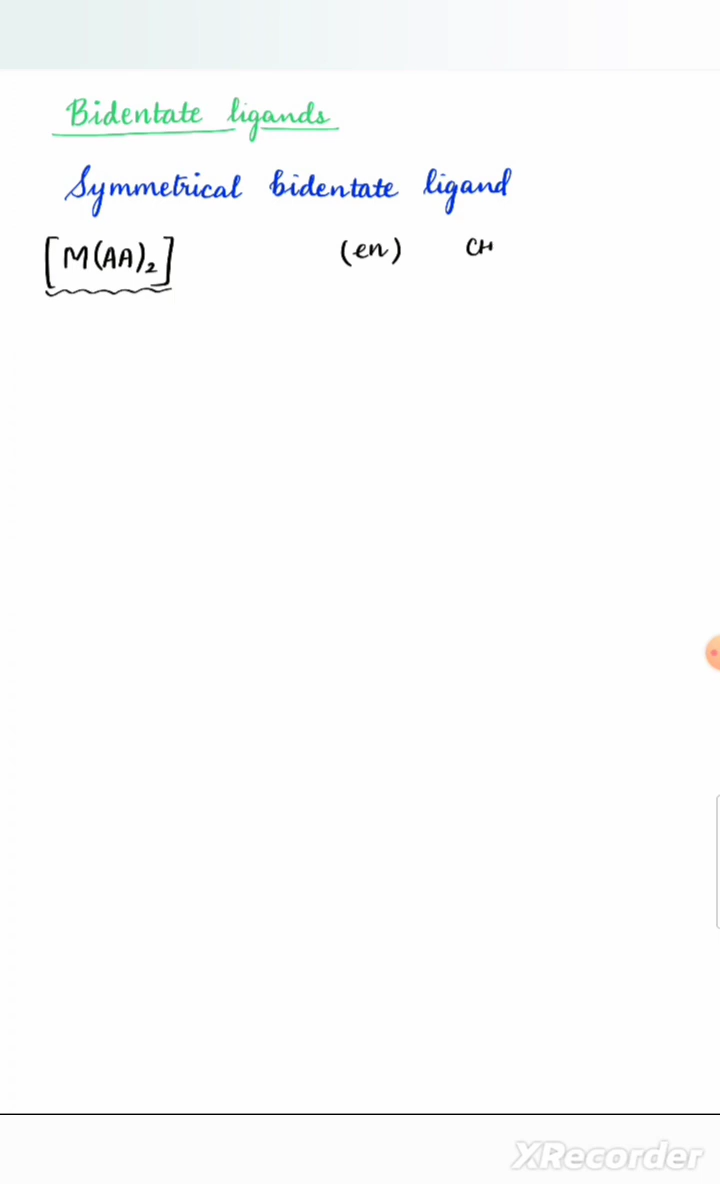 Bidentate ligands
Symmetrical bidentate ligand
[M(AA)₂] (en) CH
XRecorder